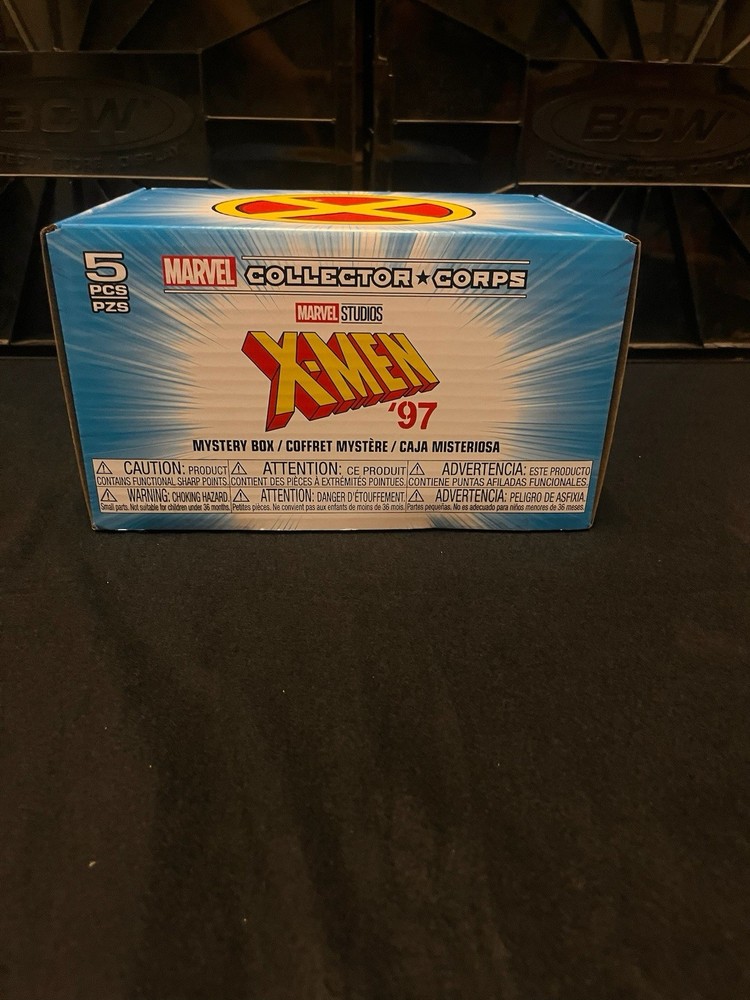 BCW
BCW
5
PCS
PZS
MARVEL COLLECTOR★CORPS
MARVEL STUDIOS
X-MEN
'97
MYSTERY BOX / COFFRET MYSTÈRE / CAJA MISTERIOSA
CAUTION: PRODUCT
CONTAINS FUNCTIONAL SHARP POINTS.
ATTENTION: CE PRODUIT
CONTIENT DES PIÈCES À EXTRÉMITÉS POINTUES.
ADVERTENCIA: ESTE PRODUCTO
CONTIENE PUNTAS AFILADAS FUNCIONALES.
WARNING: CHOKING HAZARD.
Small parts. Not suitable for children under 36 months.
ATTENTION: DANGER D'ÉTOUFFEMENT.
Petites pièces. Ne convient pas aux enfants de moins de 36 mois.
ADVERTENCIA: PELIGRO DE ASFIXIA.
Partes pequeñas. No es adecuado para niños menores de 36 meses.